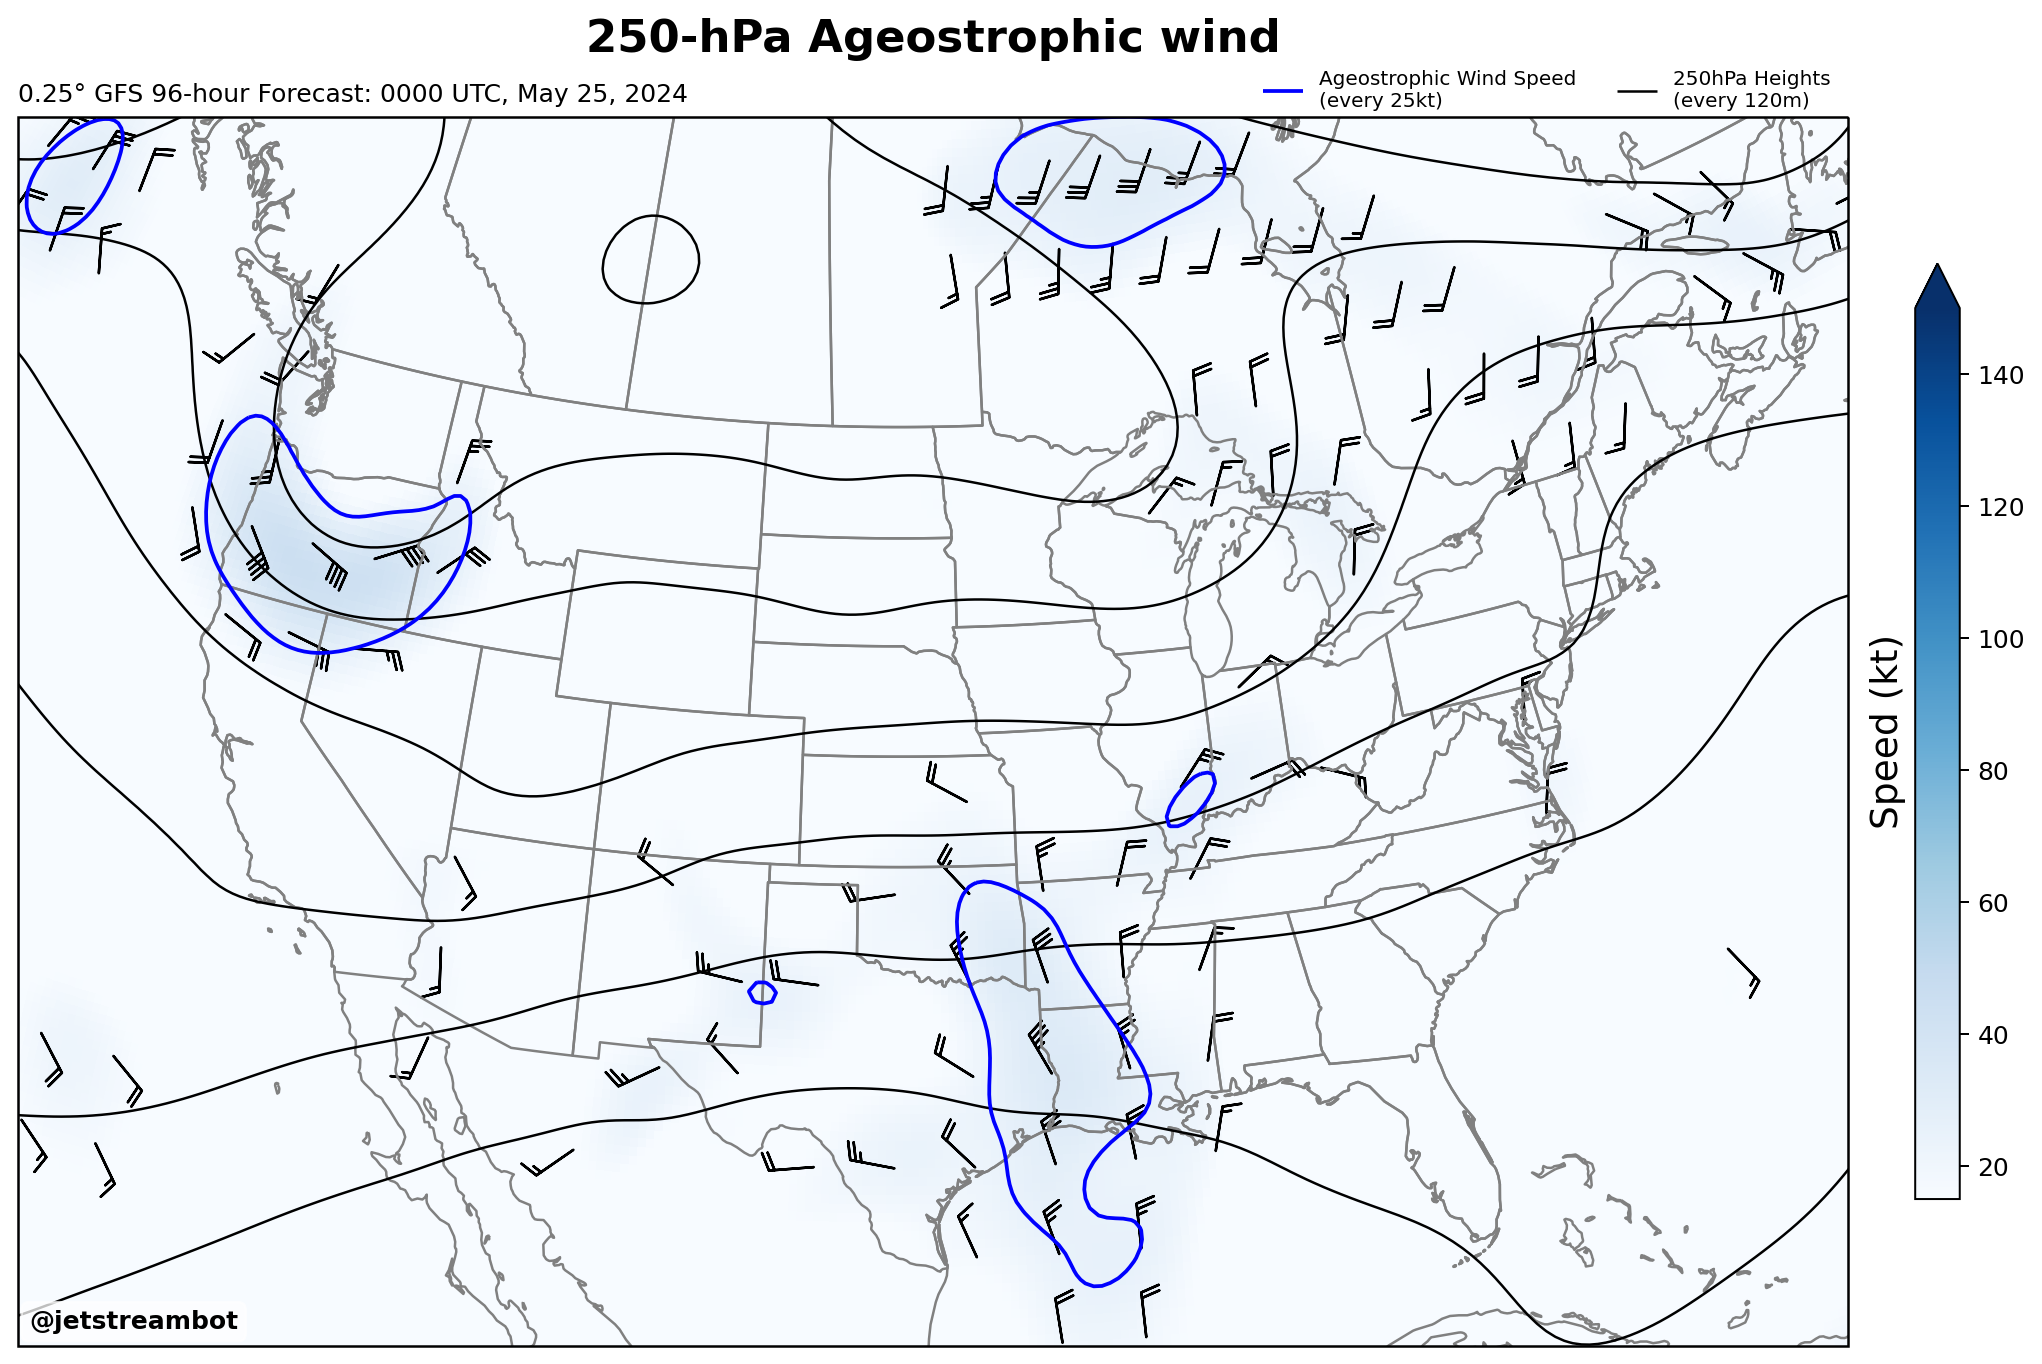 250-hPa Ageostrophic wind
0.25° GFS 96-hour Forecast: 0000 UTC, May 25, 2024
Ageostrophic Wind Speed
(every 25kt)
250hPa Heights
(every 120m)
140
120
100
80
60
40
20
Speed (kt)
@jetstreambot